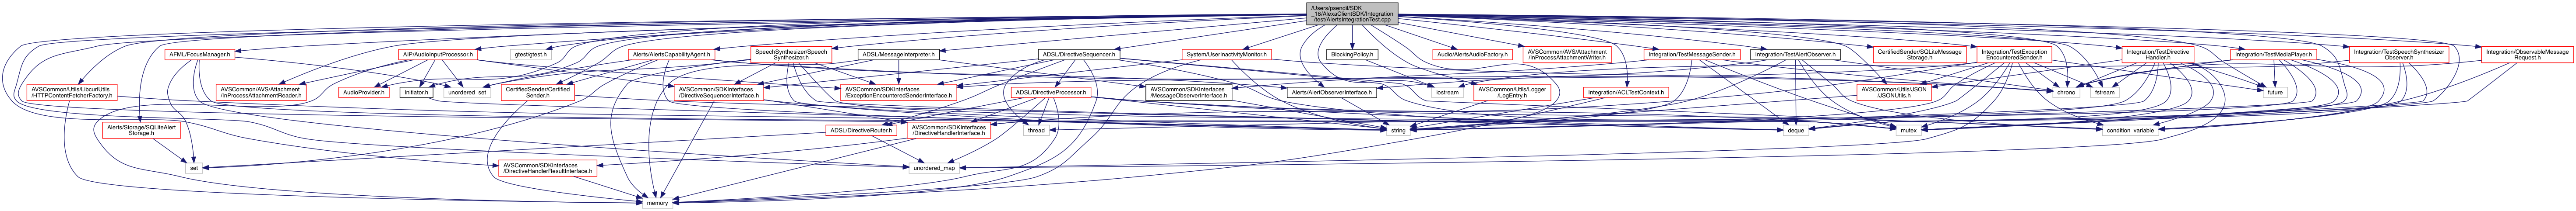 /Users/psendil/SDK
_18/AlexaClientSDK/Integration
/test/AlertsIntegrationTest.cpp
AFML/FocusManager.h
AIP/AudioInputProcessor.h
gtest/gtest.h
Alerts/AlertsCapabilityAgent.h
SpeechSynthesizer/Speech
Synthesizer.h
ADSL/MessageInterpreter.h
ADSL/DirectiveSequencer.h
System/UserInactivityMonitor.h
BlockingPolicy.h
Audio/AlertsAudioFactory.h
AVSCommon/AVS/Attachment
/InProcessAttachmentWriter.h
Integration/TestMessageSender.h
Integration/TestAlertObserver.h
CertifiedSender/SQLiteMessage
Storage.h
Integration/TestException
EncounteredSender.h
Integration/TestDirective
Handler.h
Integration/TestMediaPlayer.h
Integration/TestSpeechSynthesizer
Observer.h
Integration/ObservableMessage
Request.h
AVSCommon/Utils/LibcurlUtils
/HTTPContentFetcherFactory.h
AVSCommon/AVS/Attachment
/InProcessAttachmentReader.h
AudioProvider.h
Initiator.h
unordered_set
CertifiedSender/Certified
Sender.h
AVSCommon/SDKInterfaces
/DirectiveSequencerInterface.h
AVSCommon/SDKInterfaces
/ExceptionEncounteredSenderInterface.h
ADSL/DirectiveProcessor.h
AVSCommon/SDKInterfaces
/MessageObserverInterface.h
Alerts/AlertObserverInterface.h
iostream
AVSCommon/Utils/Logger
/LogEntry.h
Integration/ACLTestContext.h
AVSCommon/Utils/JSON
/JSONUtils.h
chrono
fstream
future
Alerts/Storage/SQLiteAlert
Storage.h
ADSL/DirectiveRouter.h
AVSCommon/SDKInterfaces
/DirectiveHandlerInterface.h
thread
string
deque
mutex
condition_variable
set
AVSCommon/SDKInterfaces
/DirectiveHandlerResultInterface.h
unordered_map
memory